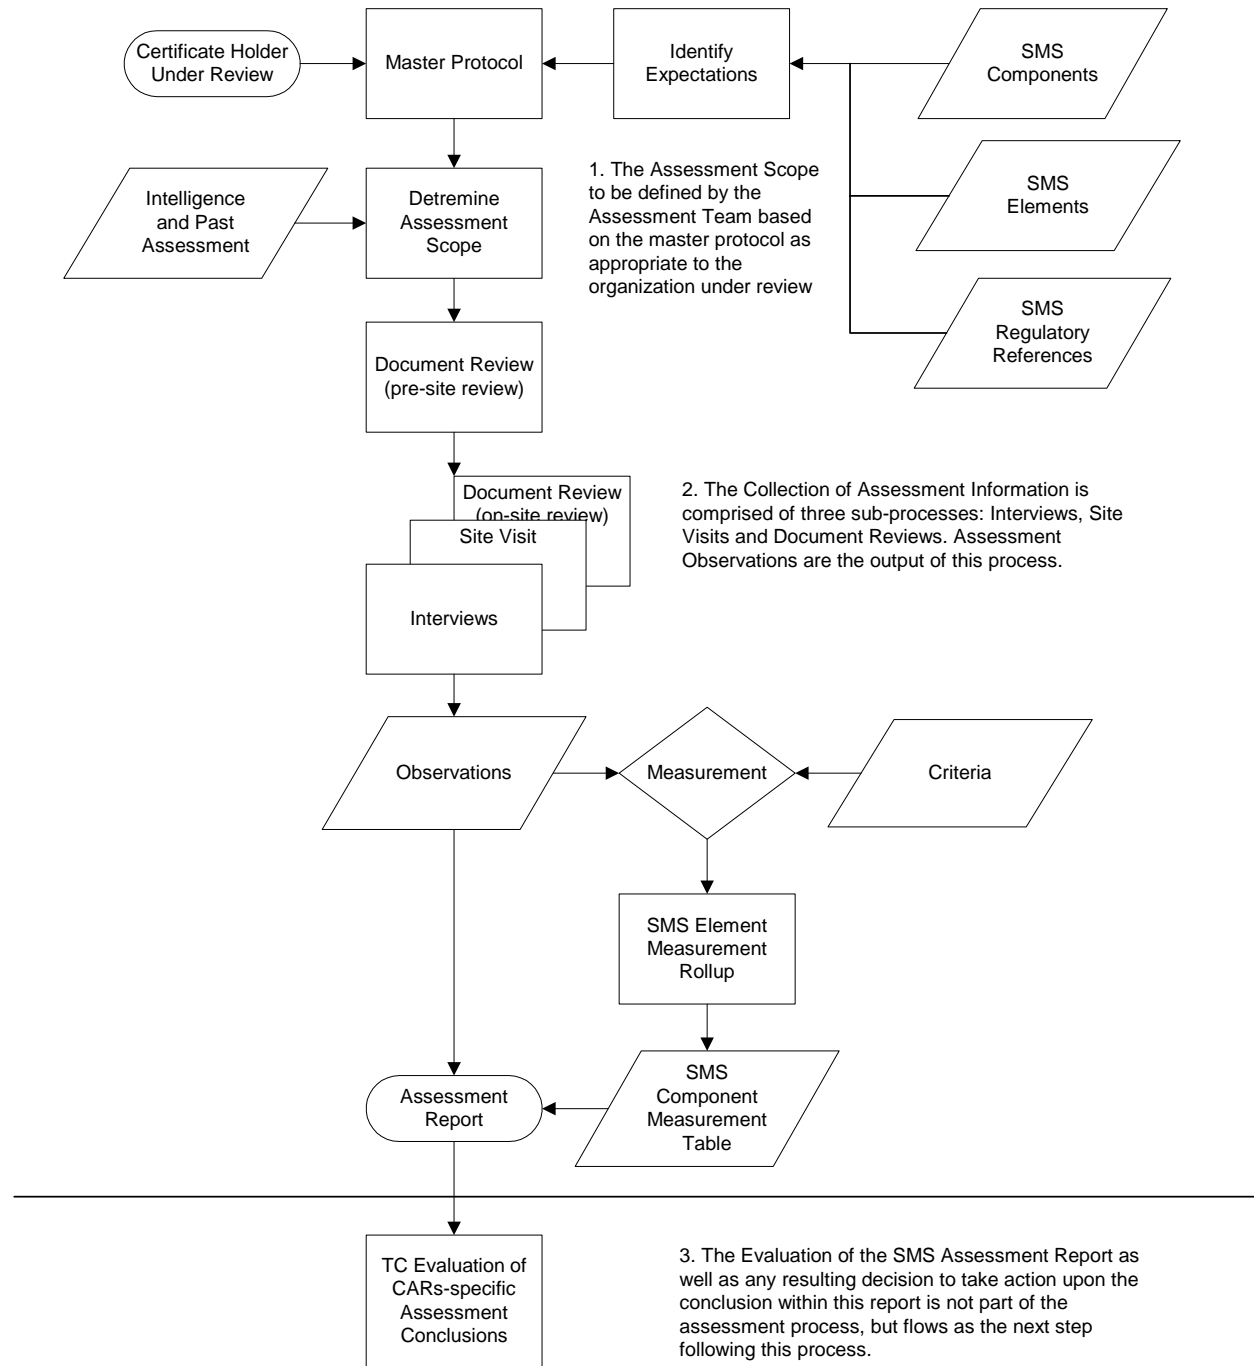 Certificate Holder
Under Review
Master Protocol
Identify
Expectations
SMS
Components
Intelligence
and Past
Assessment
Detremine
Assessment
Scope
1. The Assessment Scope
to be defined by the
Assessment Team based
on the master protocol as
appropriate to the
organization under review
SMS
Elements
SMS
Regulatory
References
Document Review
(pre-site review)
Document Review
(on-site review)
Site Visit
Interviews
2. The Collection of Assessment Information is
comprised of three sub-processes: Interviews, Site
Visits and Document Reviews. Assessment
Observations are the output of this process.
Observations
Measurement
Criteria
SMS Element
Measurement
Rollup
Assessment
Report
SMS
Component
Measurement
Table
TC Evaluation of
CARs-specific
Assessment
Conclusions
3. The Evaluation of the SMS Assessment Report as
well as any resulting decision to take action upon the
conclusion within this report is not part of the
assessment process, but flows as the next step
following this process.